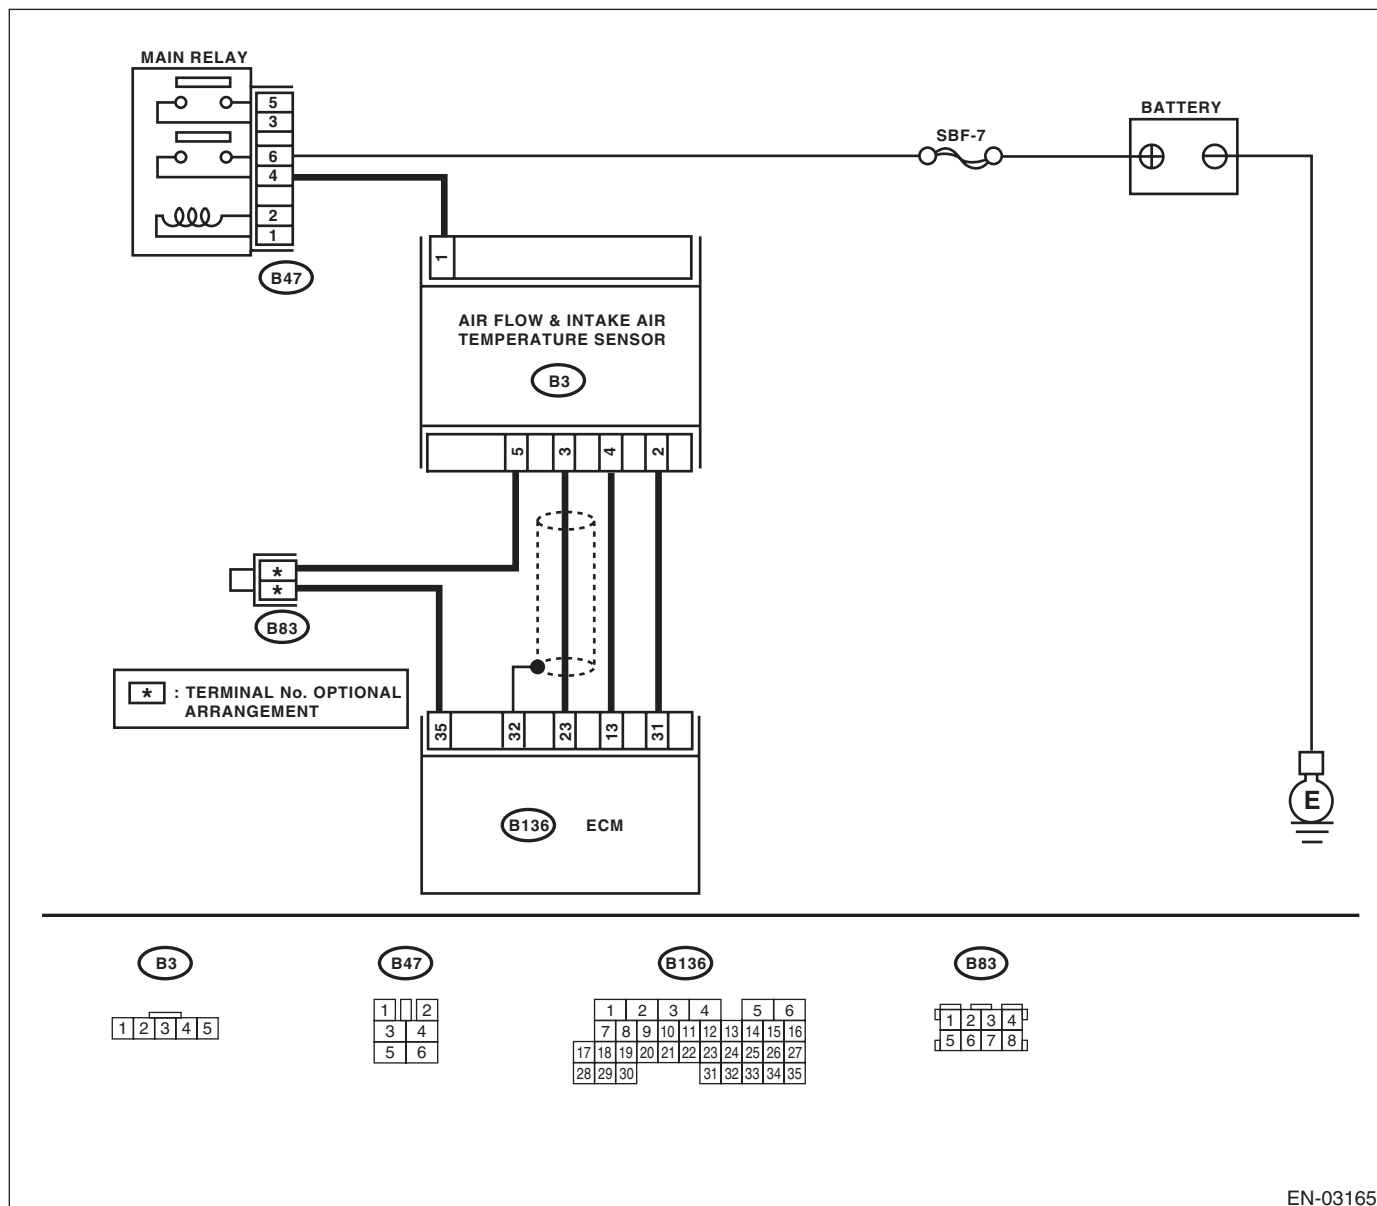 MAIN RELAY
5
3
6
4
2
1
B47
SBF-7
BATTERY
1
AIR FLOW & INTAKE AIR
TEMPERATURE SENSOR
B3
5 3 4 2
*
*
B83
* : TERMINAL No. OPTIONAL
ARRANGEMENT
35 32 23 13 31
B136 ECM
E
B3
1 2 3 4 5
B47
1 2
3 4
5 6
B136
1 2 3 4 5 6
7 8 9 10 11 12 13 14 15 16
17 18 19 20 21 22 23 24 25 26 27
28 29 30 31 32 33 34 35
B83
1 2 3 4
5 6 7 8
EN-03165